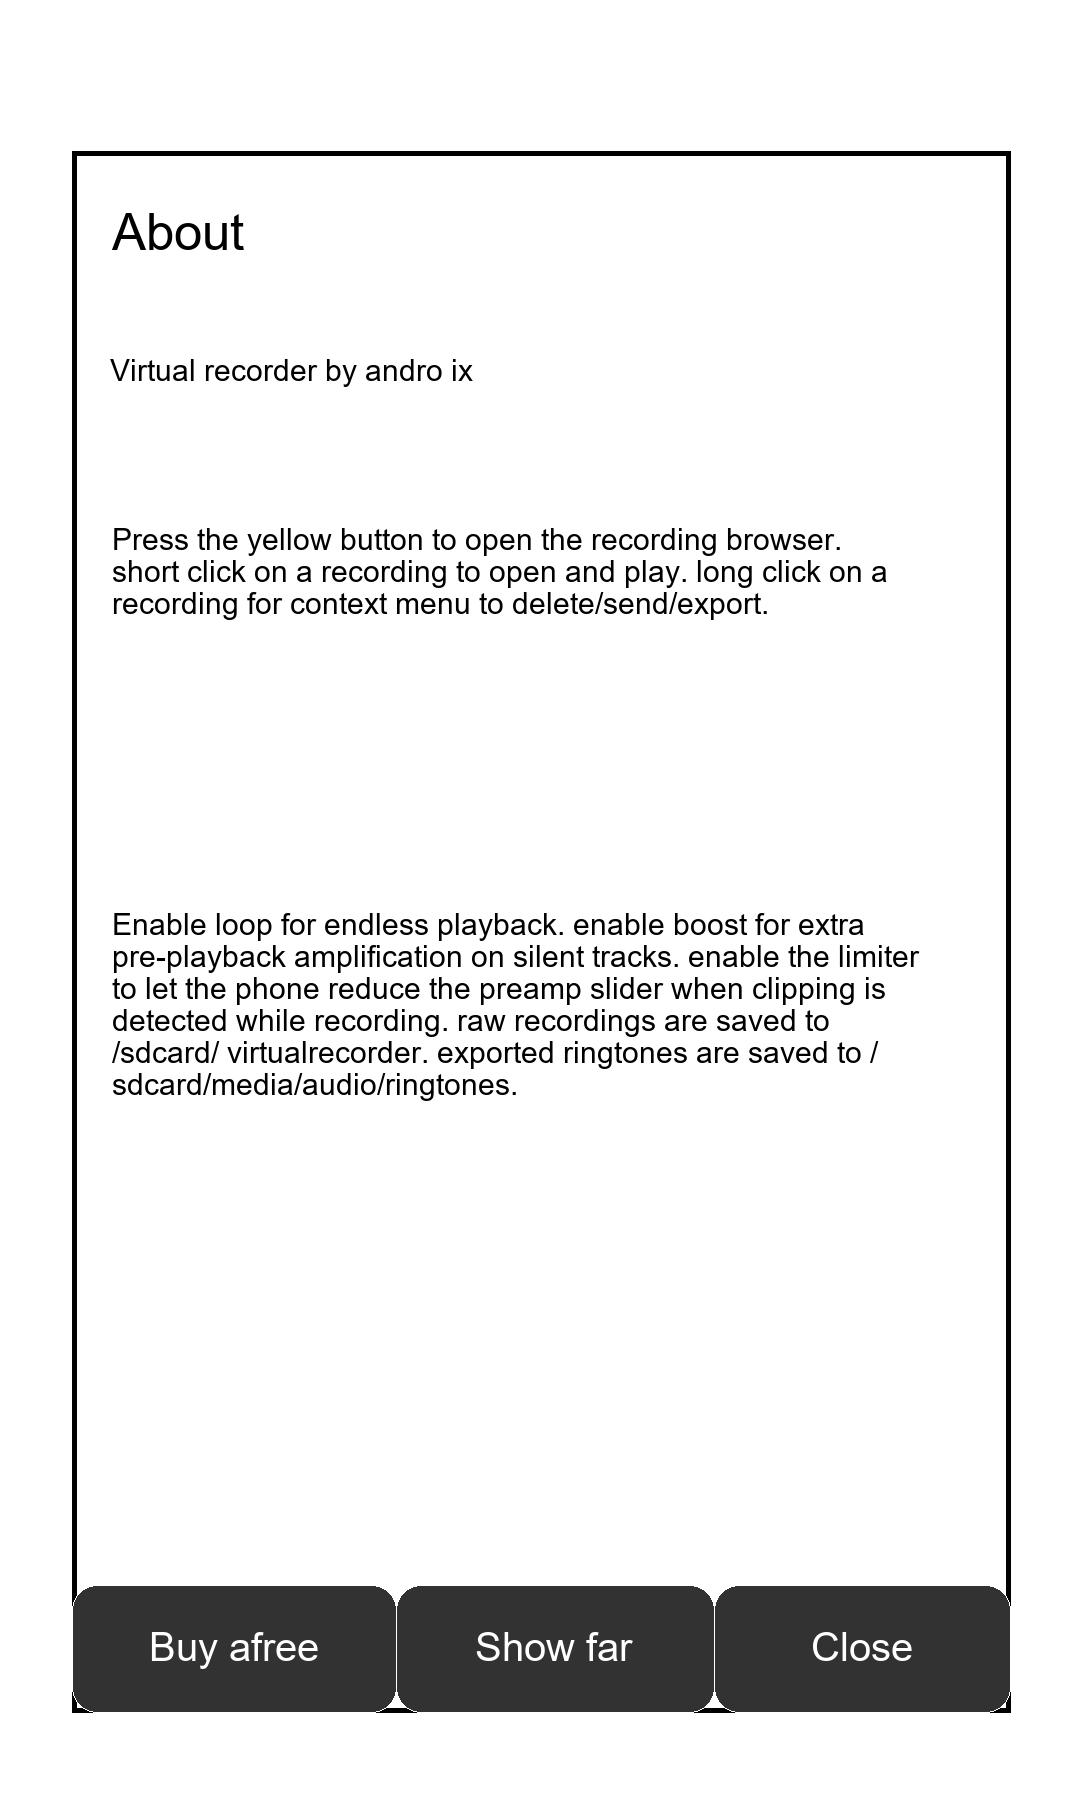 About
Virtual recorder by andro ix
Press the yellow button to open the recording browser.
short click on a recording to open and play. long click on a
recording for context menu to delete/send/export.
Enable loop for endless playback. enable boost for extra
pre-playback amplification on silent tracks. enable the limiter
to let the phone reduce the preamp slider when clipping is
detected while recording. raw recordings are saved to
/sdcard/ virtualrecorder. exported ringtones are saved to /
sdcard/media/audio/ringtones.
Buy afree
Show far
Close